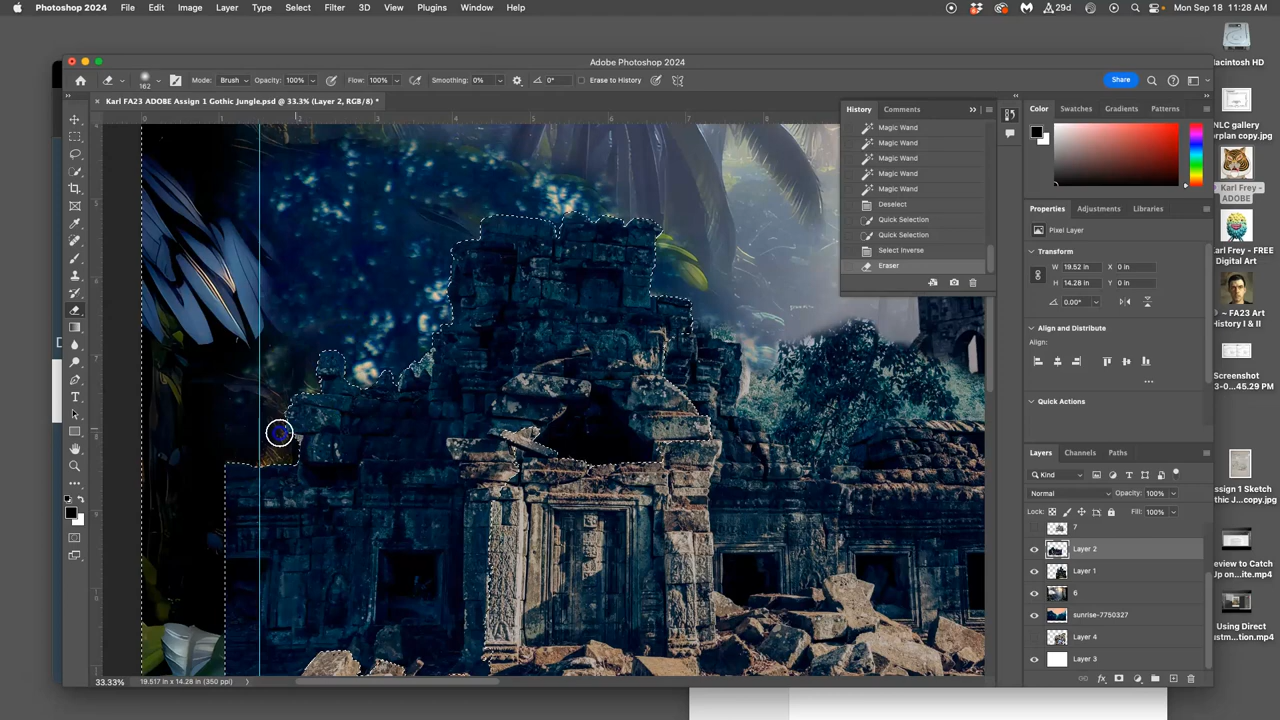 Photoshop 2024 File Edit Image Layer Type Select Filter 3D View Plugins Window Help 29d Mon Sep 18 11:28 AM
Adobe Photoshop 2024
162 Mode: Brush Opacity: 100% Flow: 100% Smoothing: 0% 0° Erase to History Share
Karl FA23 ADOBE Assign 1 Gothic Jungle.psd @ 33.3% (Layer 2, RGB/8) *
History Comments
Magic Wand
Magic Wand
Magic Wand
Magic Wand
Magic Wand
Deselect
Quick Selection
Quick Selection
Select Inverse
Eraser
Color Swatches Gradients Patterns
Properties Adjustments Libraries
Pixel Layer
Transform
W 19.52 in X 0 in
H 14.28 in Y 0 in
0.00°
Align and Distribute
Align:
Quick Actions
Layers Channels Paths
Kind
Normal Opacity: 100%
Lock: Fill: 100%
7
Layer 2
Layer 1
6
sunrise-7750327
Layer 4
Layer 3
33.33% 19.517 in x 14.28 in (350 ppi)
Macintosh HD
NLC gallery
orplan copy.jpg
Karl Frey -
ADOBE
Karl Frey - FREE
Digital Art
~ FA23 Art
History I & II
Screenshot
3-0...45.29 PM
Assign 1 Sketch
...copy.jpg
eview to Catch
Up on...ite.mp4
Using Direct
ustm...tion.mp4